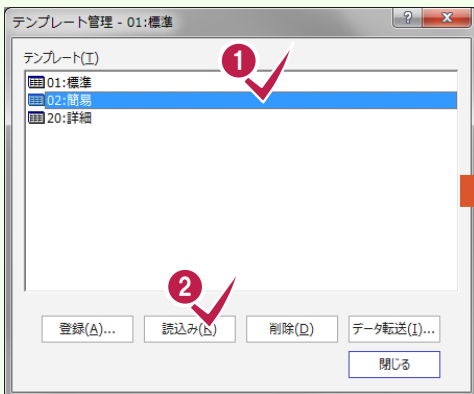 テンプレート管理 - 01:標準
?
テンプレート(T)
1
01:標準
02:簡易
20:詳細
2
登録(A)... 読込み(R) 削除(D) データ転送(I)...
閉じる